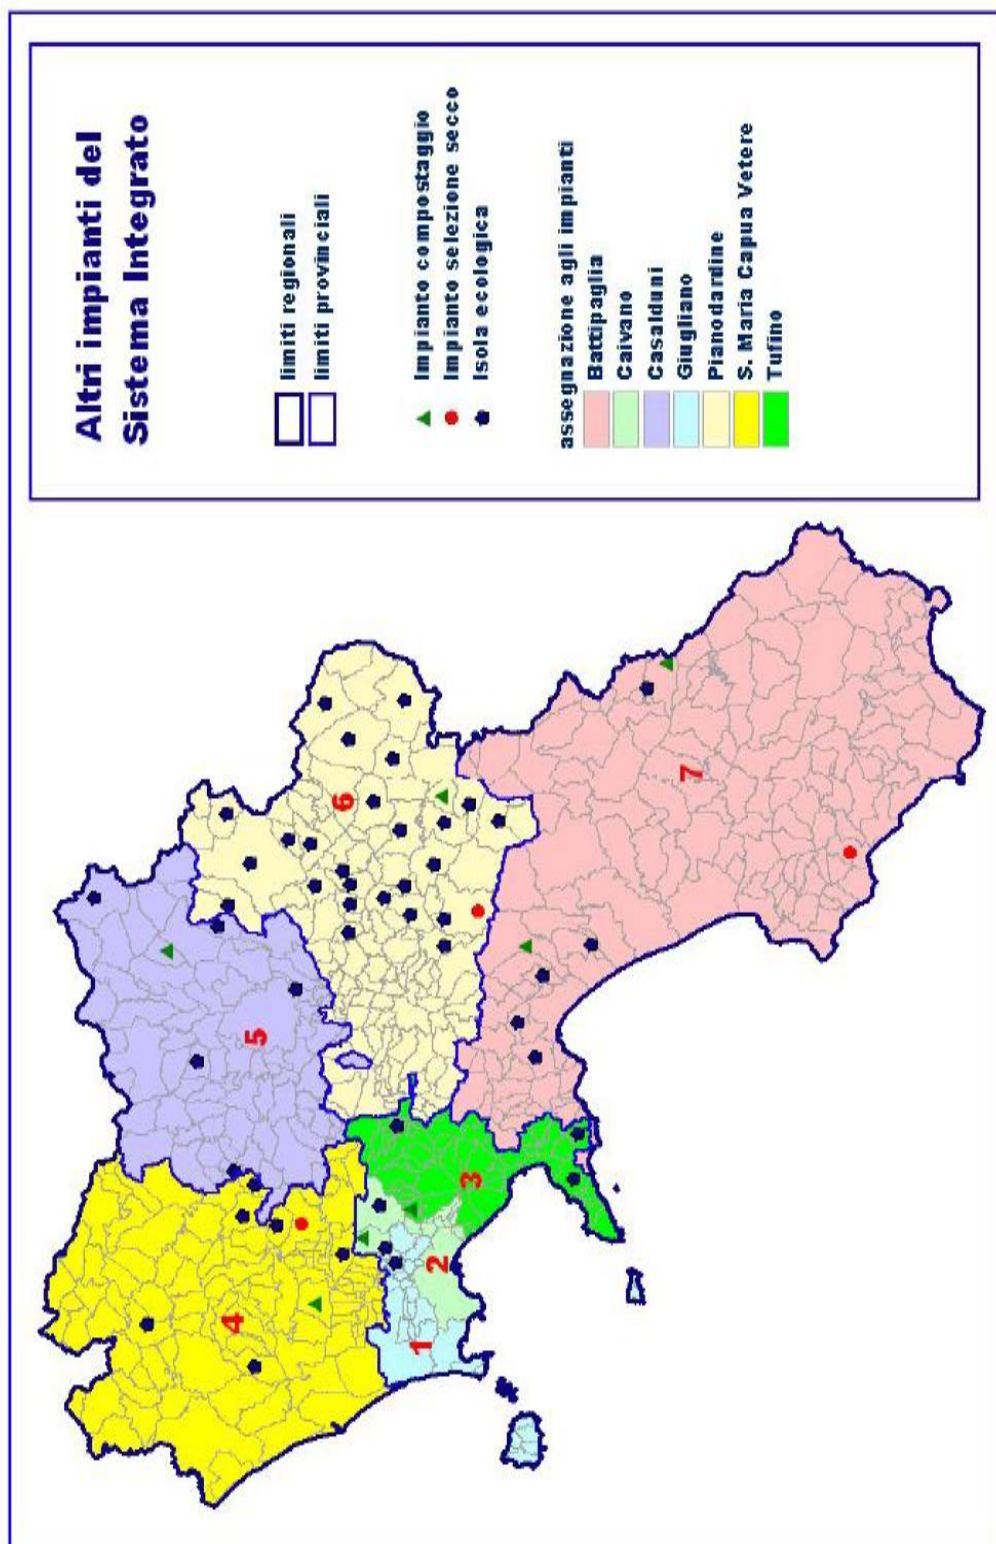 Altri impianti del
Sistema Integrato
limiti regionali
limiti provinciali
Impianto compostaggio
Impianto selezione secco
Isola ecologica
assegnazione agli impianti
Battipaglia
Caivano
Casalduni
Giugliano
Pianodardine
S. Maria Capua Vetere
Tufino
1
2
3
4
5
6
7